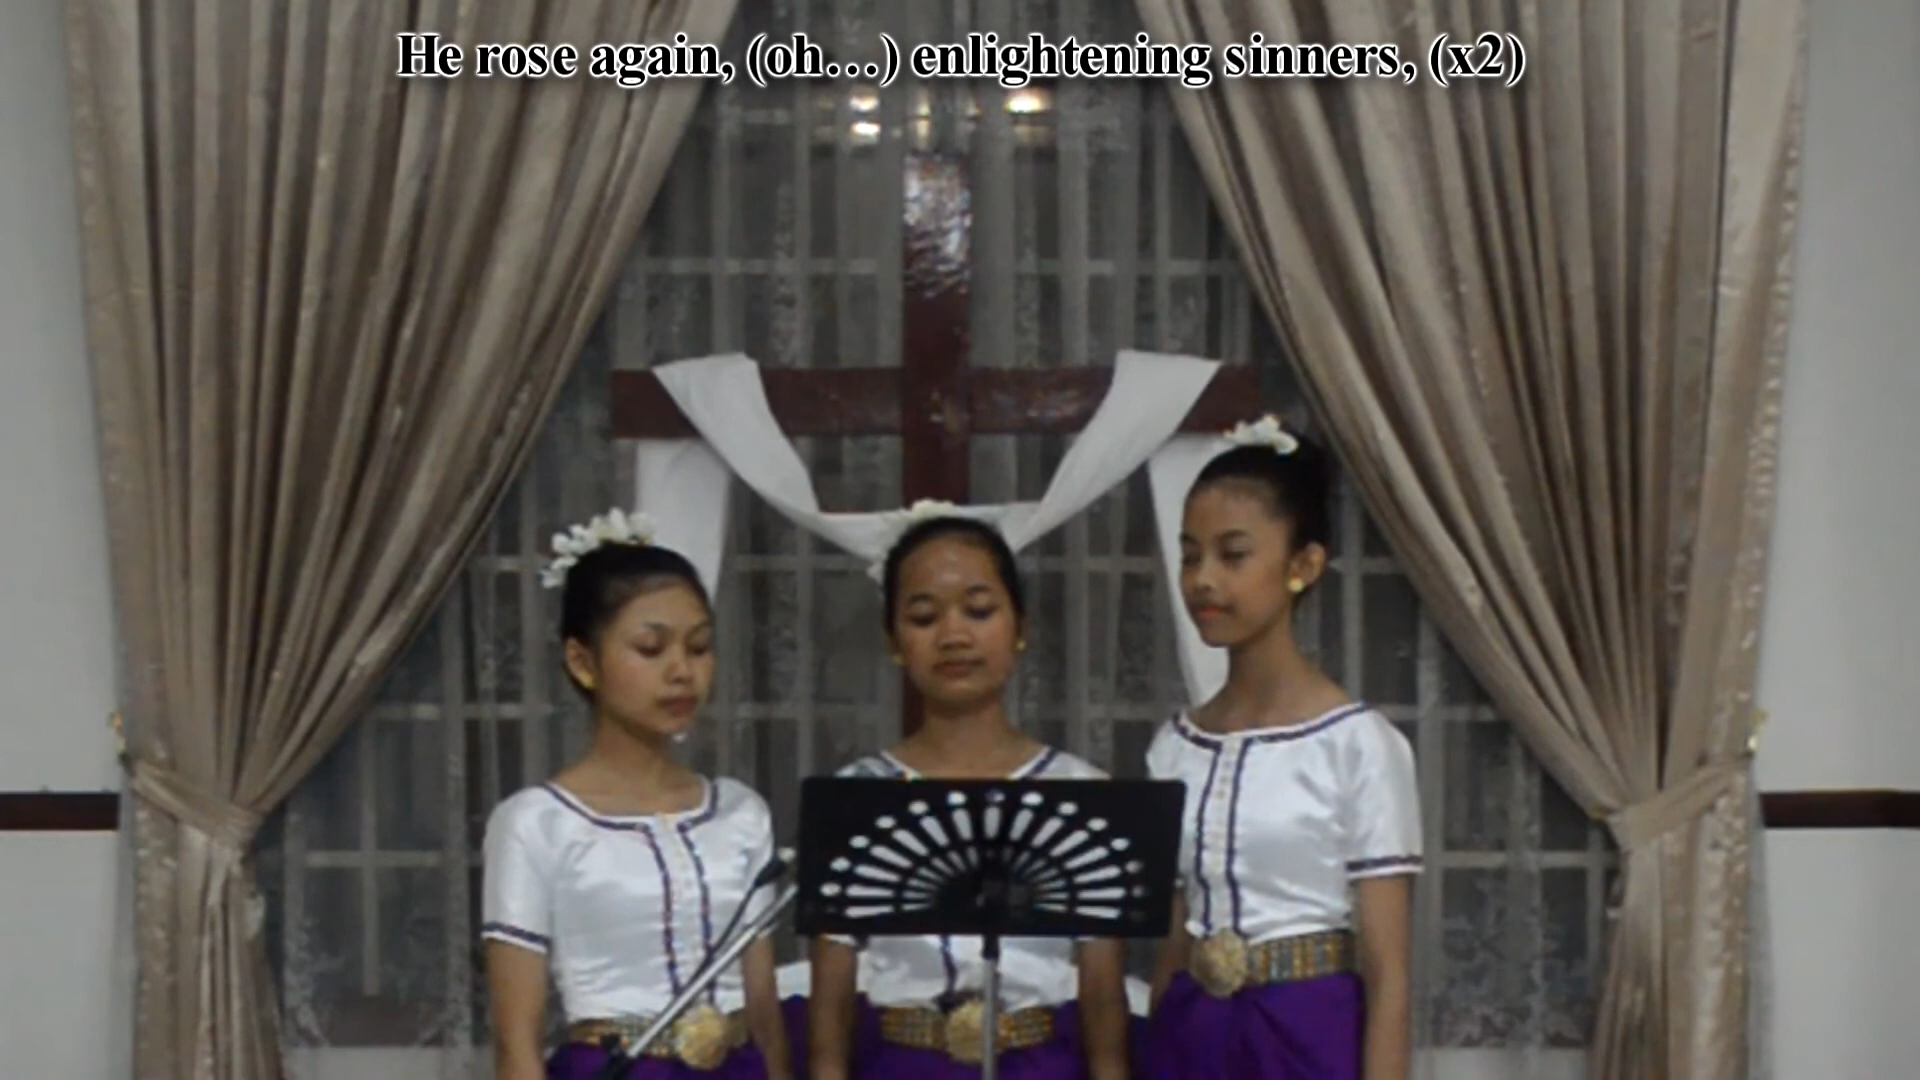 He rose again, (oh…) enlightening sinners, (x2)